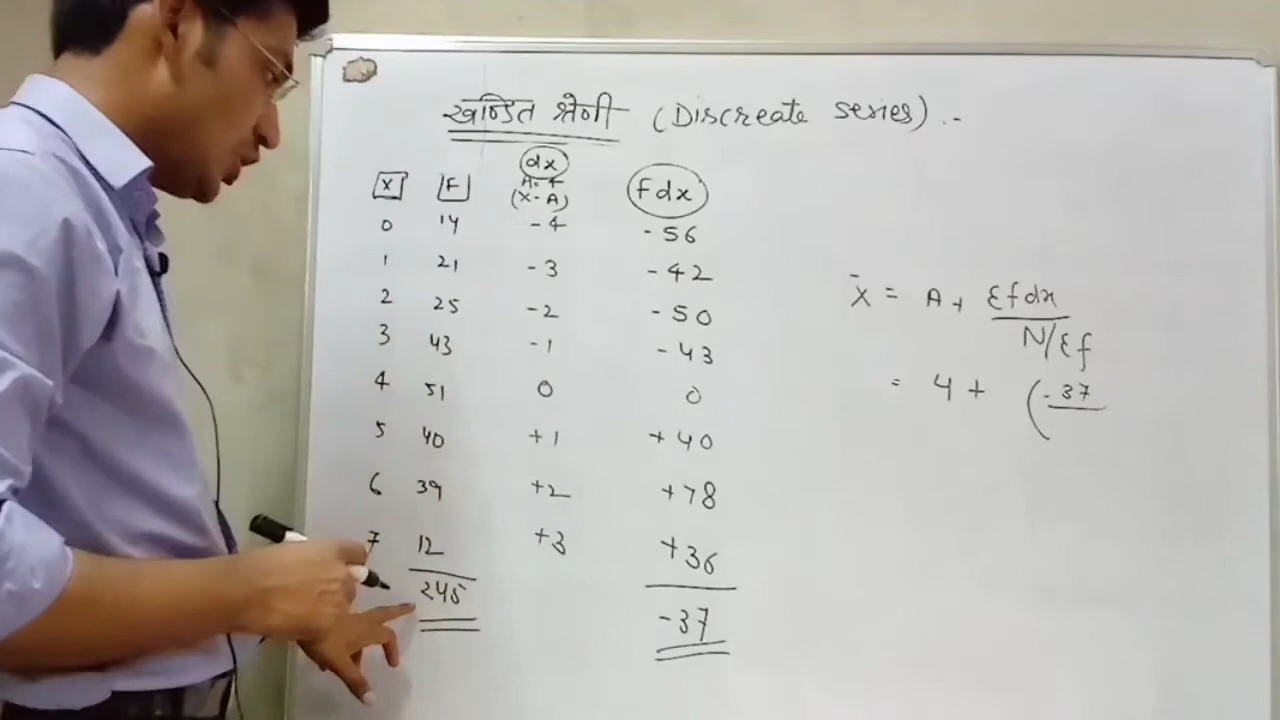 खण्डित श्रेणी (Discreate series) .-
dx
X F (X-A) Fdx
0 14 -4 -56
1 21 -3 -42
2 25 -2 -50
3 43 -1 -43
4 51 0 0
5 40 +1 +40
6 39 +2 +78
7 12 +3 +36
245 -37
X̄ = A + Σfdx
N/Σf
= 4 + (-37